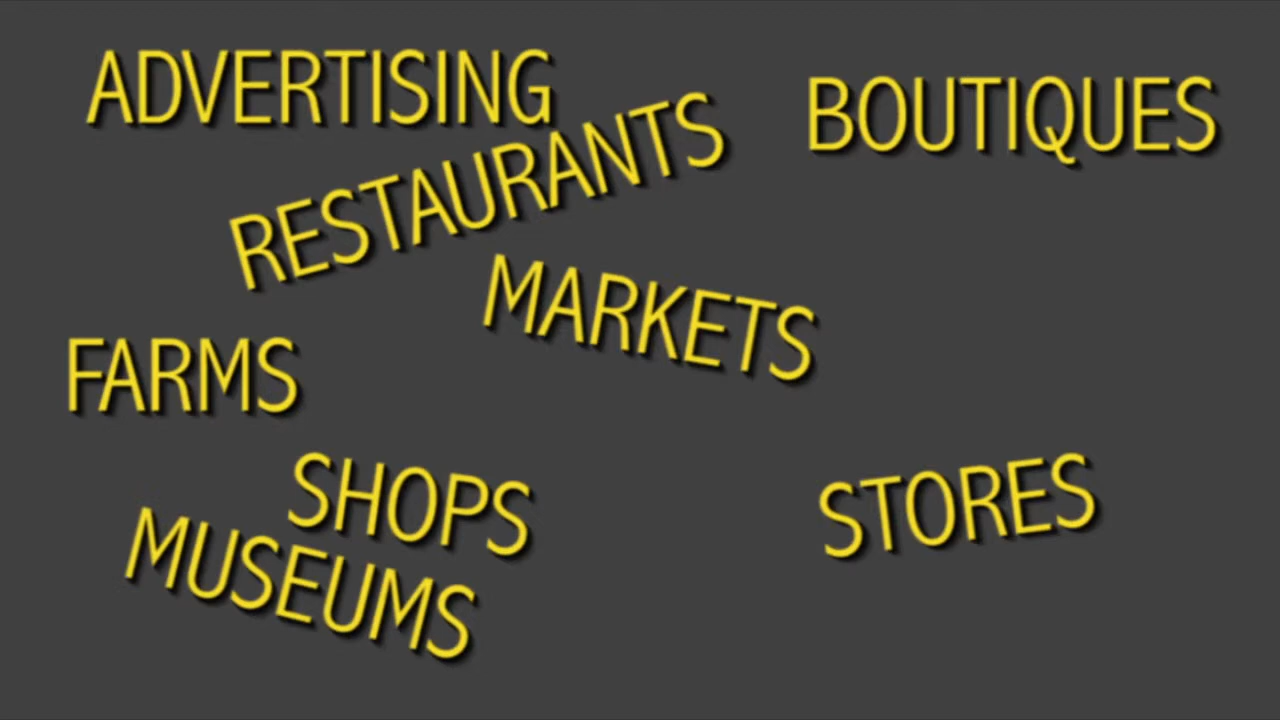 ADVERTISING
BOUTIQUES
RESTAURANTS
MARKETS
FARMS
SHOPS
STORES
MUSEUMS